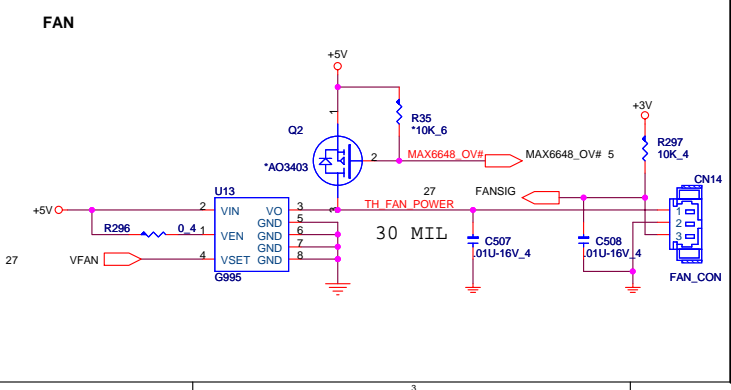 FAN
+5V
1
R35
*10K_6
Q2
*AO3403
2
MAX6648_OV#
MAX6648_OV# 5
+3V
R297
10K_4
CN14
27
FANSIG
U13
+5V
2 VIN VO 3
3
TH_FAN_POWER
GND 5
R296 0_4 1 VEN GND 6
GND 7
27 VFAN 4 VSET GND 8
G995
30 MIL
C507
.01U-16V_4
C508
.01U-16V_4
1
2
3
FAN_CON
3